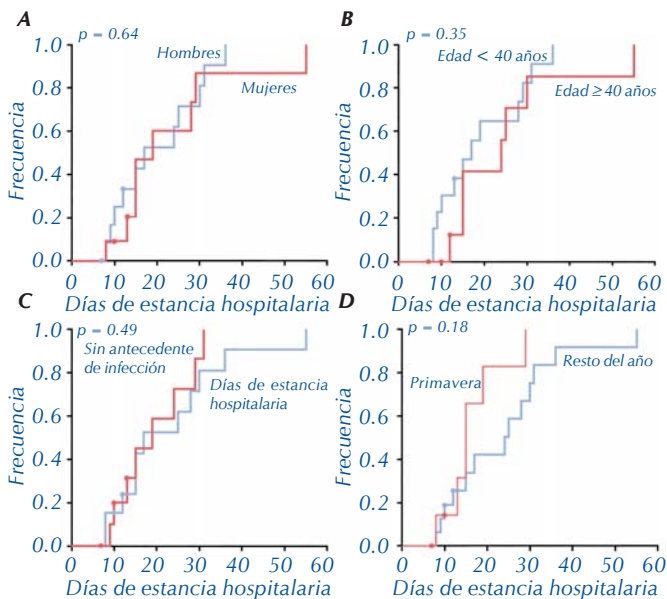 A
p = 0.64
Hombres
Mujeres
Frecuencia
1.0
0.8
0.6
0.4
0.2
0.0
0 10 20 30 40 50 60
Días de estancia hospitalaria
B
p = 0.35
Edad < 40 años
Edad ≥ 40 años
Frecuencia
1.0
0.8
0.6
0.4
0.2
0.0
0 10 20 30 40 50 60
Días de estancia hospitalaria
C
p = 0.49
Sin antecedente
de infección
Días de estancia
hospitalaria
Frecuencia
1.0
0.8
0.6
0.4
0.2
0.0
0 10 20 30 40 50 60
Días de estancia hospitalaria
D
p = 0.18
Primavera
Resto del año
Frecuencia
1.0
0.8
0.6
0.4
0.2
0.0
0 10 20 30 40 50 60
Días de estancia hospitalaria